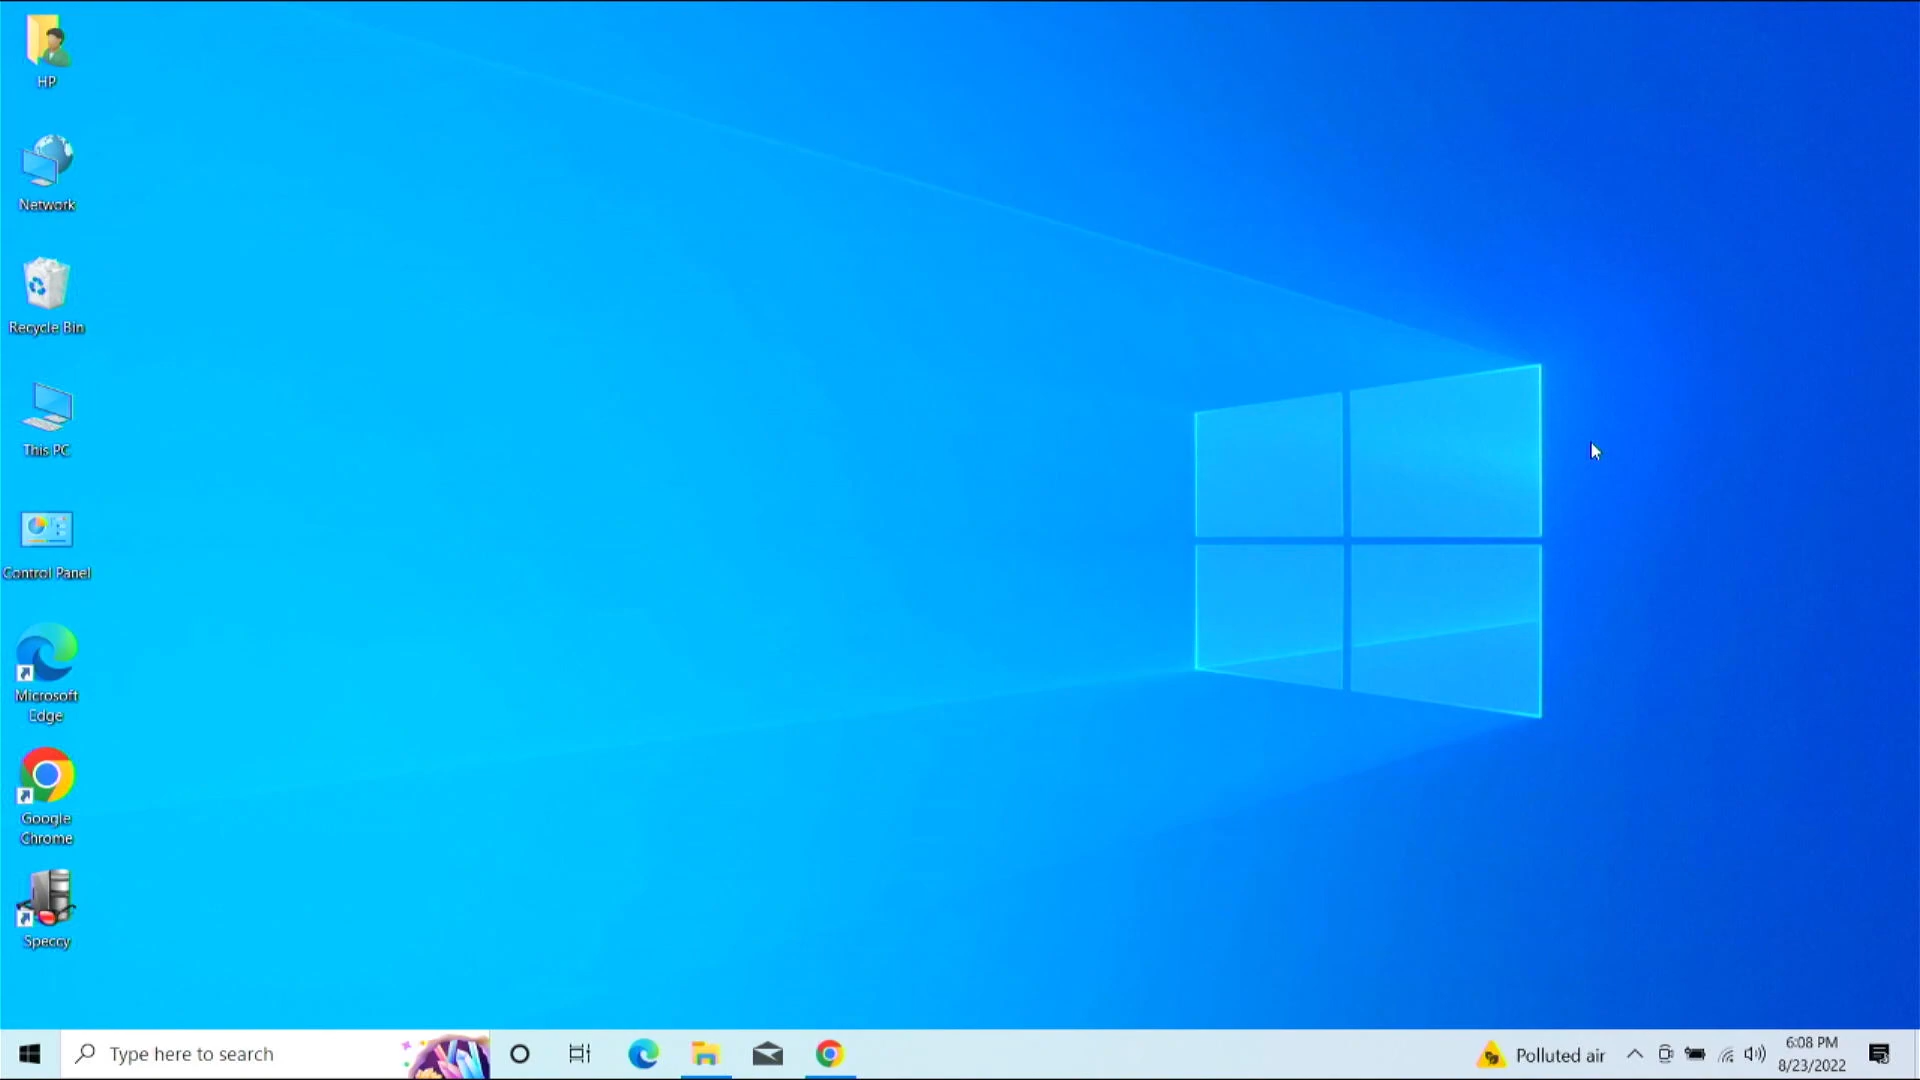 HP
Network
Recycle Bin
This PC
Control Panel
Microsoft
Edge
Google
Chrome
Speccy
Type here to search
Polluted air
6:08 PM
8/23/2022